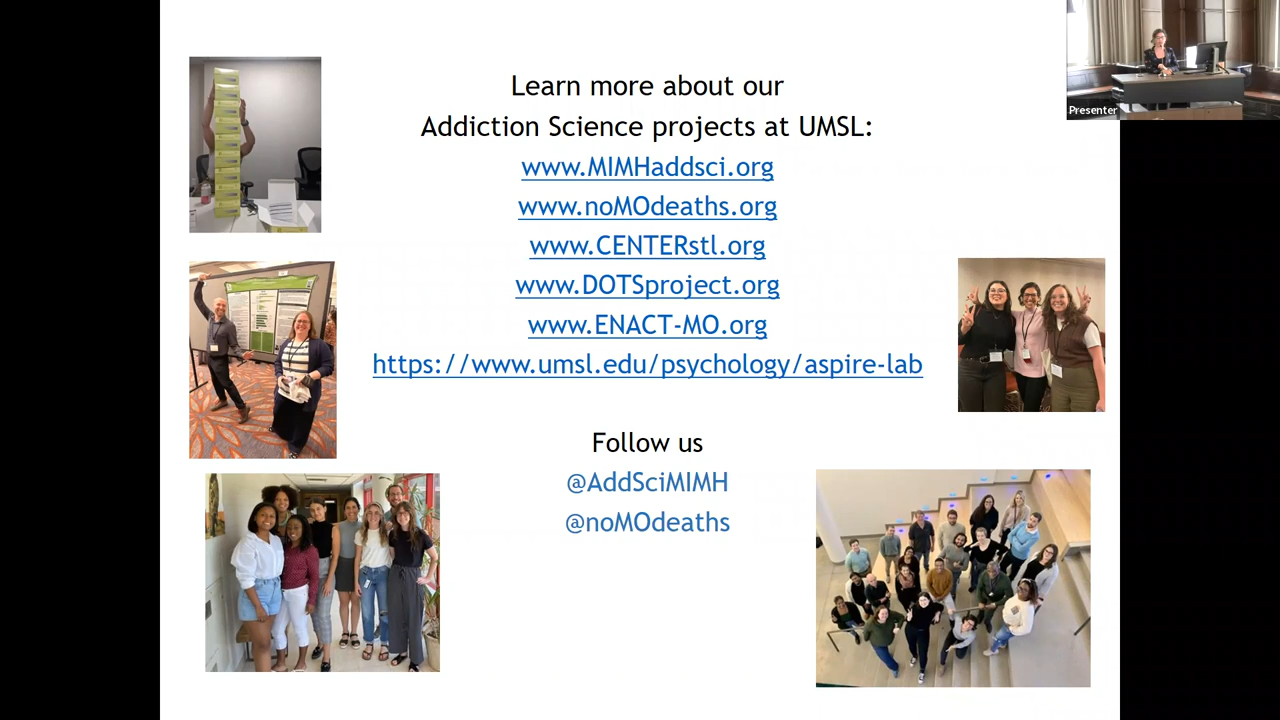 Learn more about our
Addiction Science projects at UMSL:
www.MIMHaddsci.org
www.noMOdeaths.org
www.CENTERstl.org
www.DOTSproject.org
www.ENACT-MO.org
https://www.umsl.edu/psychology/aspire-lab
Follow us
@AddSciMIMH
@noMOdeaths
Presenter